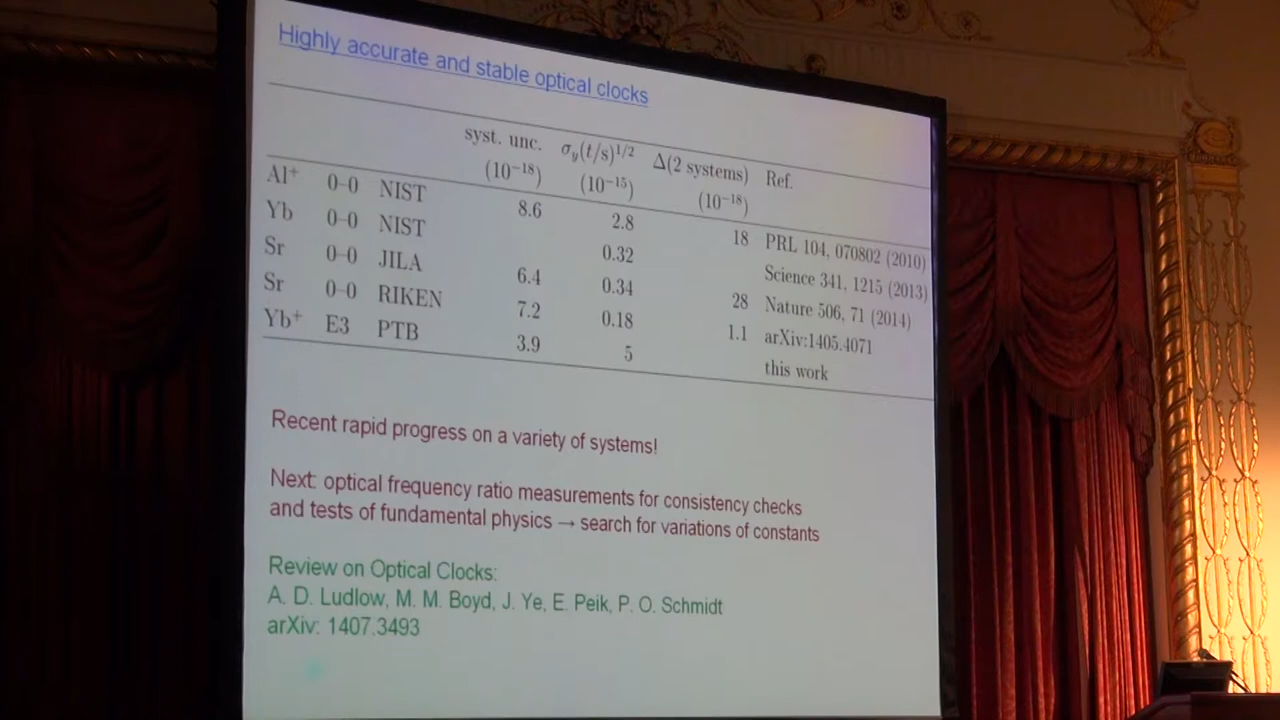 Highly accurate and stable optical clocks
syst. unc. σy(t/s)^1/2 Δ(2 systems) Ref.
(10^−18) (10^−15) (10^−18)
Al+ 0–0 NIST 8.6 2.8 18 PRL 104, 070802 (2010)
Yb 0–0 NIST 0.32 Science 341, 1215 (2013)
Sr 0–0 JILA 6.4 0.34 28 Nature 506, 71 (2014)
Sr 0–0 RIKEN 7.2 0.18 1.1 arXiv:1405.4071
Yb+ E3 PTB 3.9 5 this work
Recent rapid progress on a variety of systems!
Next: optical frequency ratio measurements for consistency checks
and tests of fundamental physics → search for variations of constants
Review on Optical Clocks:
A. D. Ludlow, M. M. Boyd, J. Ye, E. Peik, P. O. Schmidt
arXiv: 1407.3493